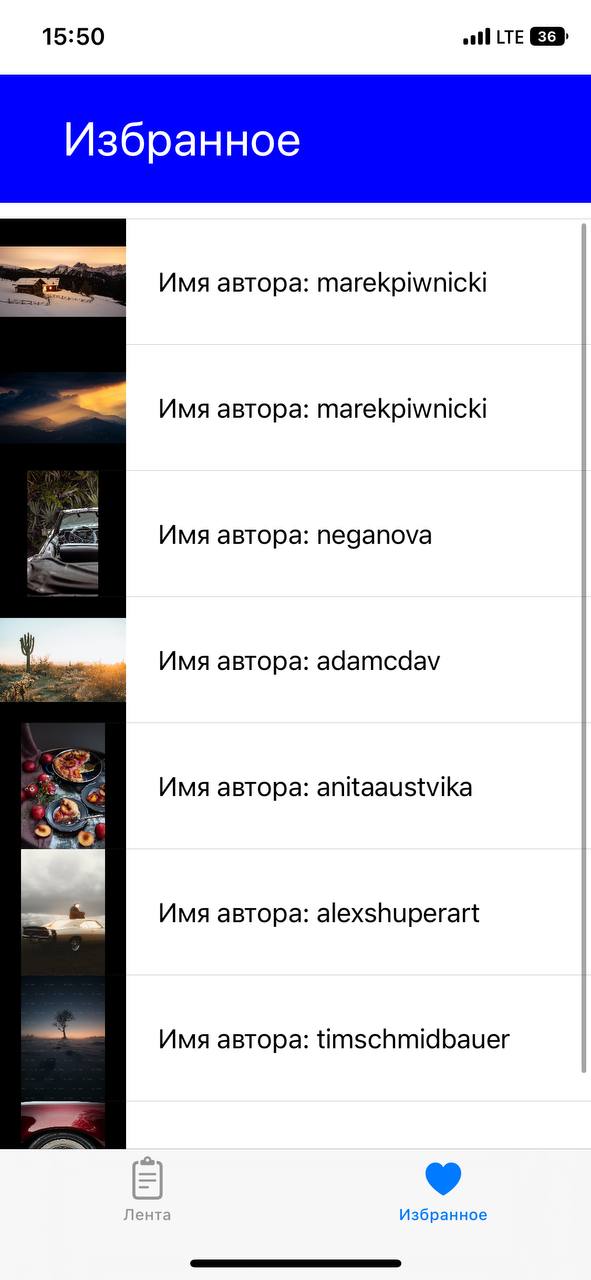 15:50 LTE 36
Избранное
Имя автора: marekpiwnicki
Имя автора: marekpiwnicki
Имя автора: neganova
Имя автора: adamcdav
Имя автора: anitaaustvika
Имя автора: alexshuperart
Имя автора: timschmidbauer
Лента Избранное